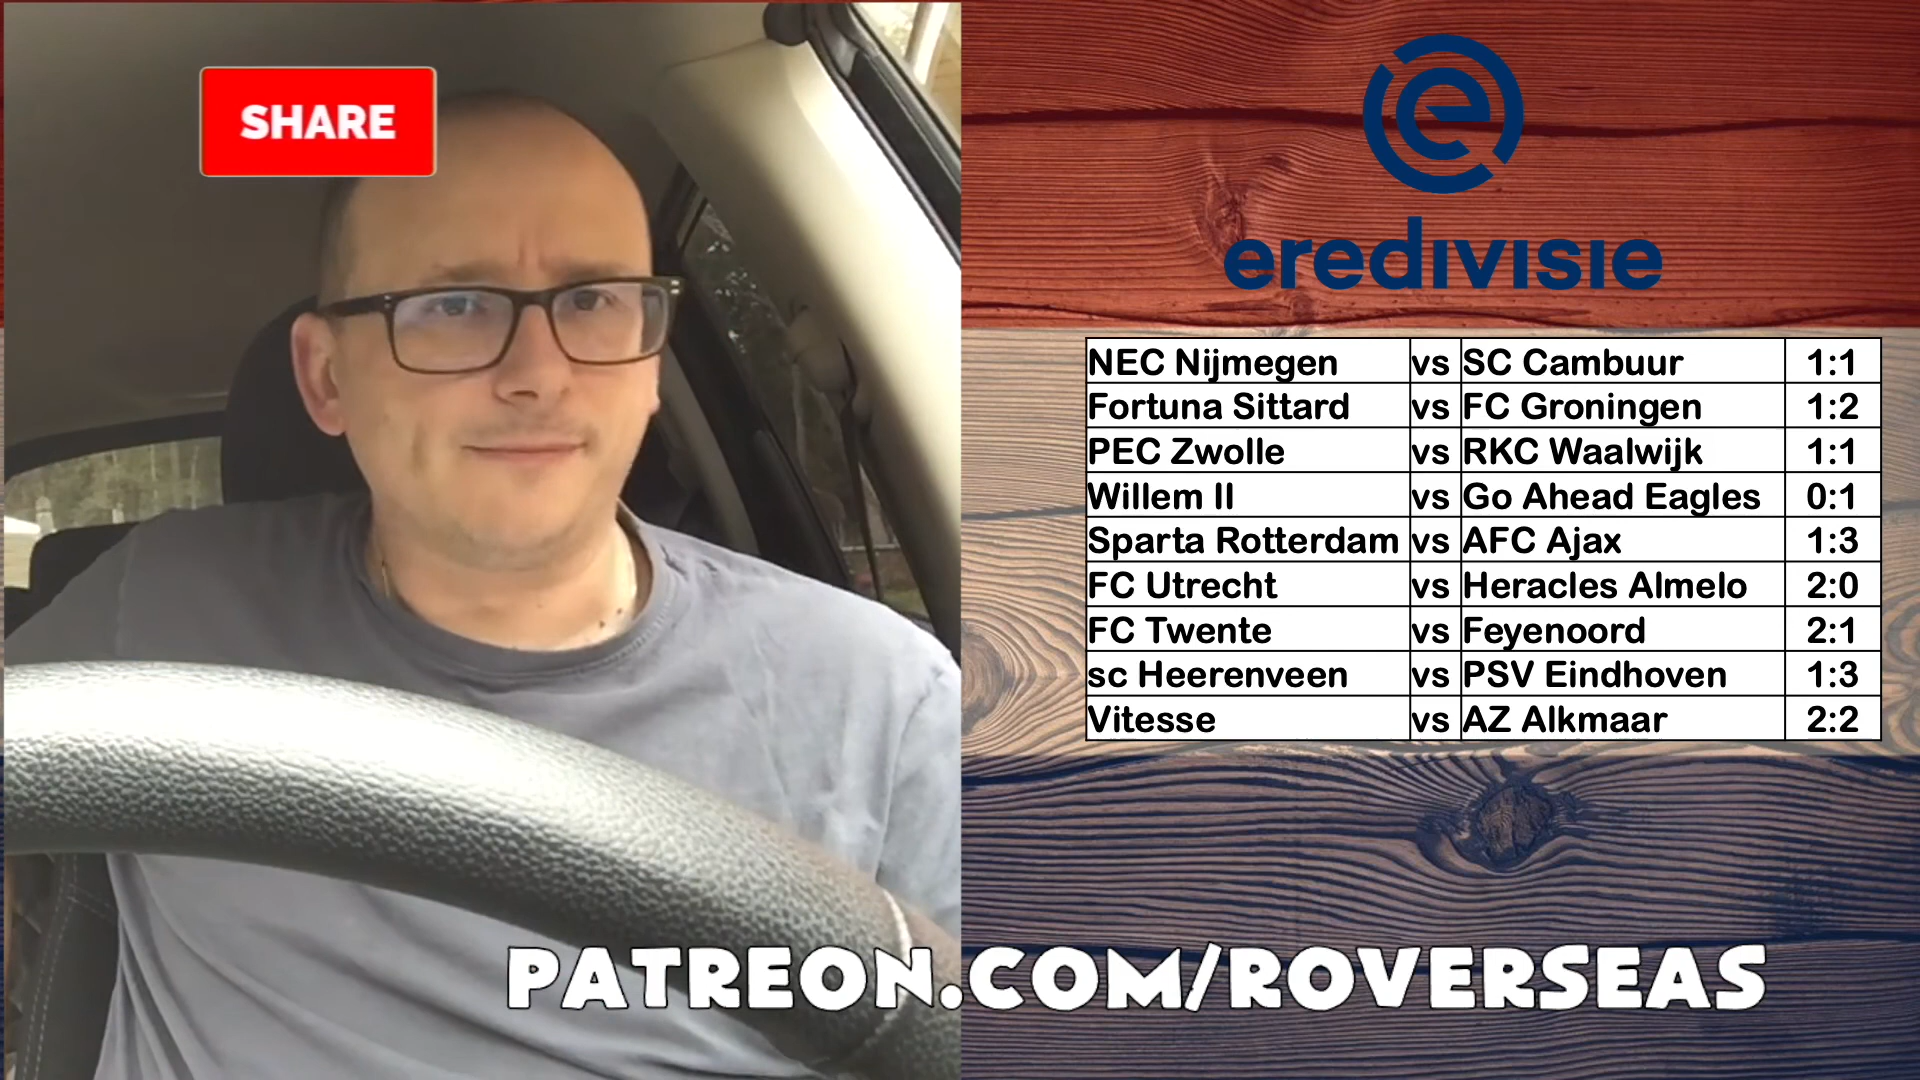 SHARE
eredivisie
NEC Nijmegen vs SC Cambuur 1:1
Fortuna Sittard vs FC Groningen 1:2
PEC Zwolle vs RKC Waalwijk 1:1
Willem II vs Go Ahead Eagles 0:1
Sparta Rotterdam vs AFC Ajax 1:3
FC Utrecht vs Heracles Almelo 2:0
FC Twente vs Feyenoord 2:1
sc Heerenveen vs PSV Eindhoven 1:3
Vitesse vs AZ Alkmaar 2:2
PATREON.COM/ROVERSEAS